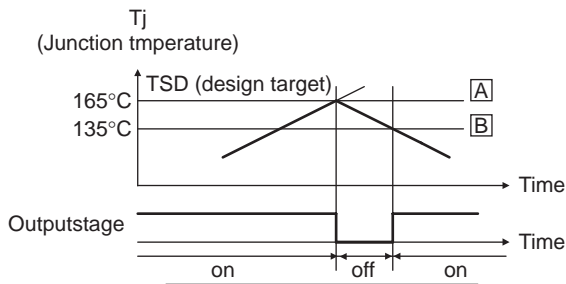 Tj
(Junction tmperature)
TSD (design target)
A
165°C
135°C
B
Time
Outputstage
Time
on
off
on